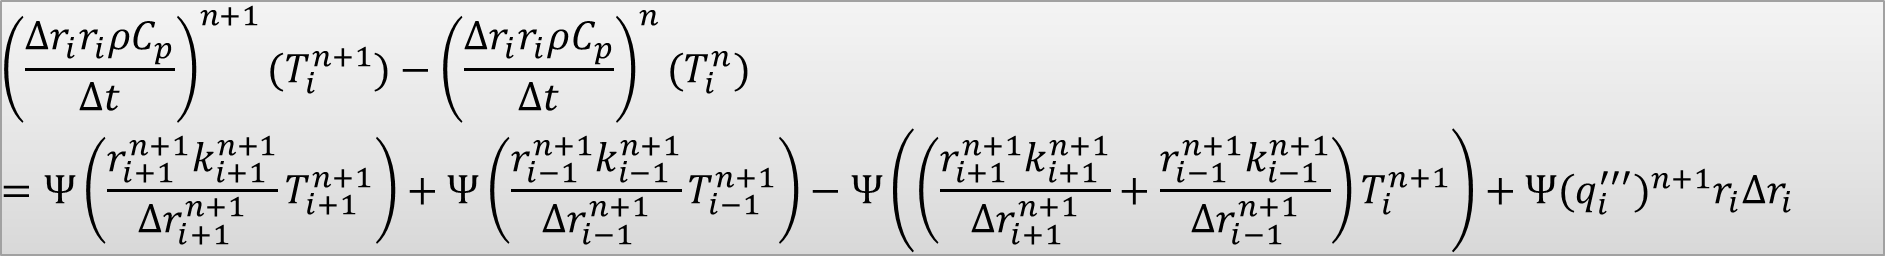 (Δr_i r_i ρC_p / Δt)^{n+1} (T_i^{n+1}) − (Δr_i r_i ρC_p / Δt)^n (T_i^n)
= Ψ(r_{i+1}^{n+1} k_{i+1}^{n+1} / Δr_{i+1}^{n+1} T_{i+1}^{n+1}) + Ψ(r_{i−1}^{n+1} k_{i−1}^{n+1} / Δr_{i−1}^{n+1} T_{i−1}^{n+1}) − Ψ((r_{i+1}^{n+1} k_{i+1}^{n+1} / Δr_{i+1}^{n+1} + r_{i−1}^{n+1} k_{i−1}^{n+1} / Δr_{i−1}^{n+1}) T_i^{n+1}) + Ψ(q_i''')^{n+1} r_i Δr_i